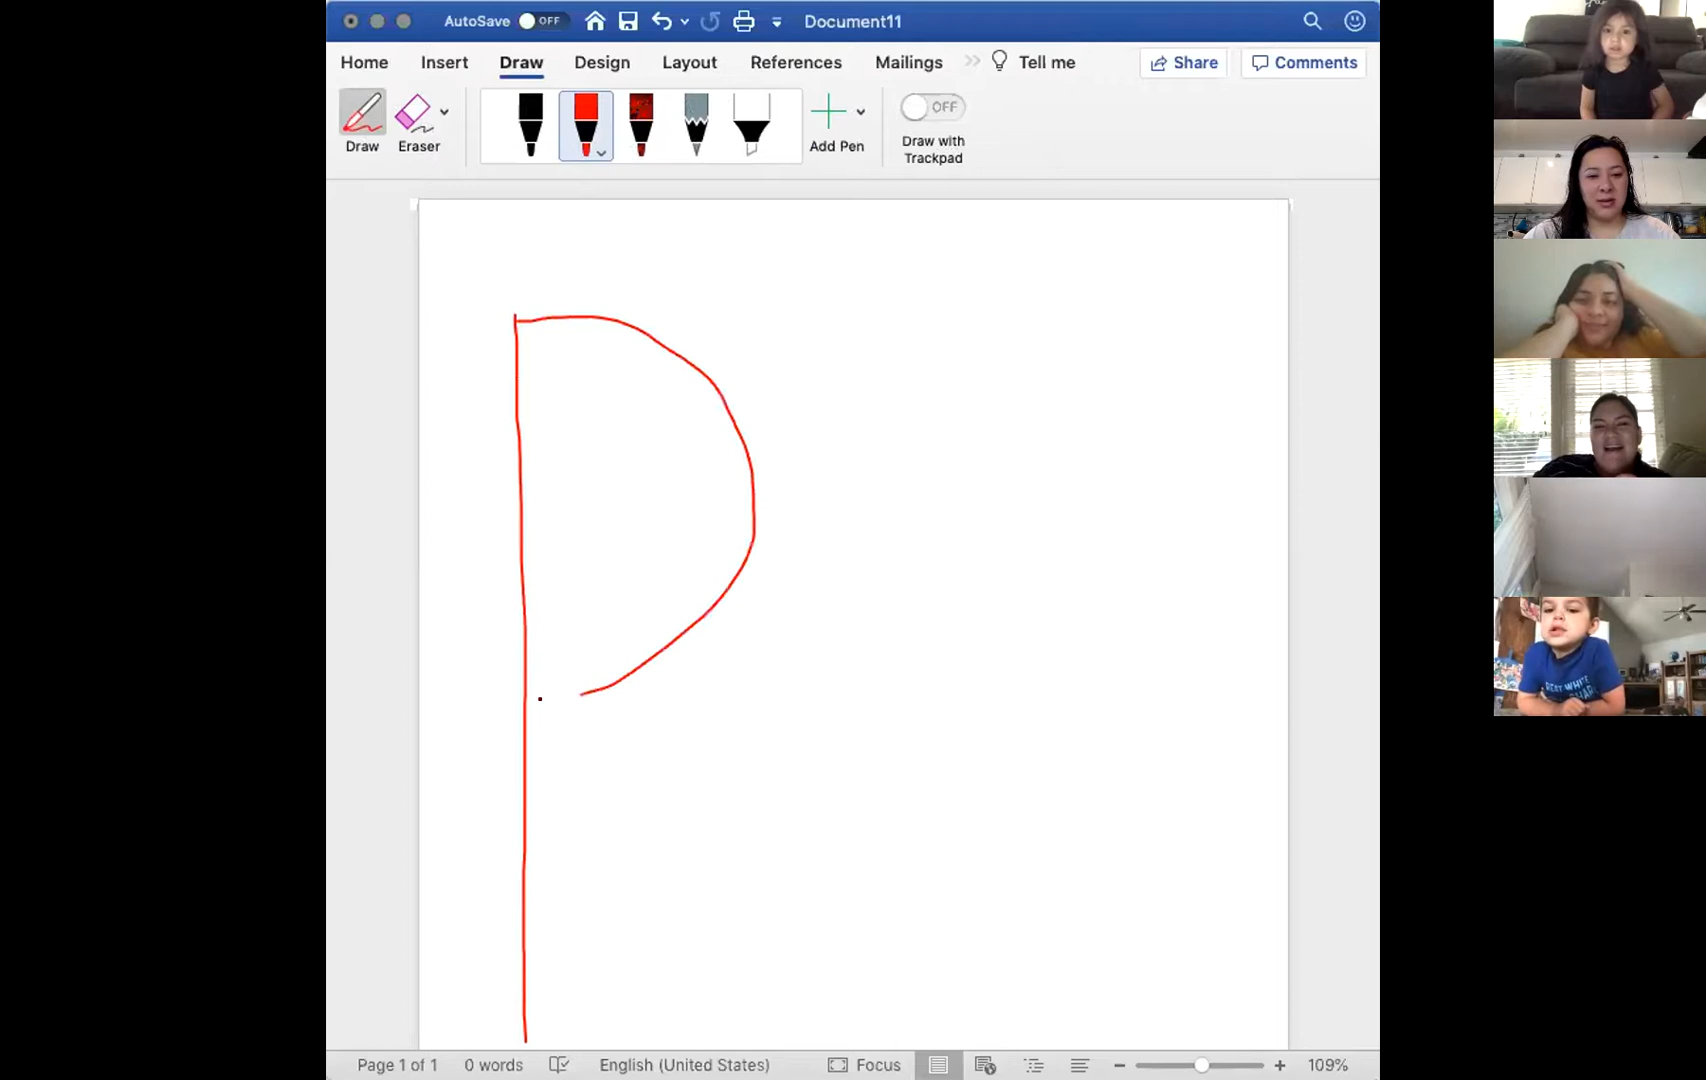 AutoSave OFF Document11
Home Insert Draw Design Layout References Mailings Tell me Share Comments
Draw Eraser Add Pen OFF Draw with Trackpad
P
Page 1 of 1 0 words English (United States) Focus 109%